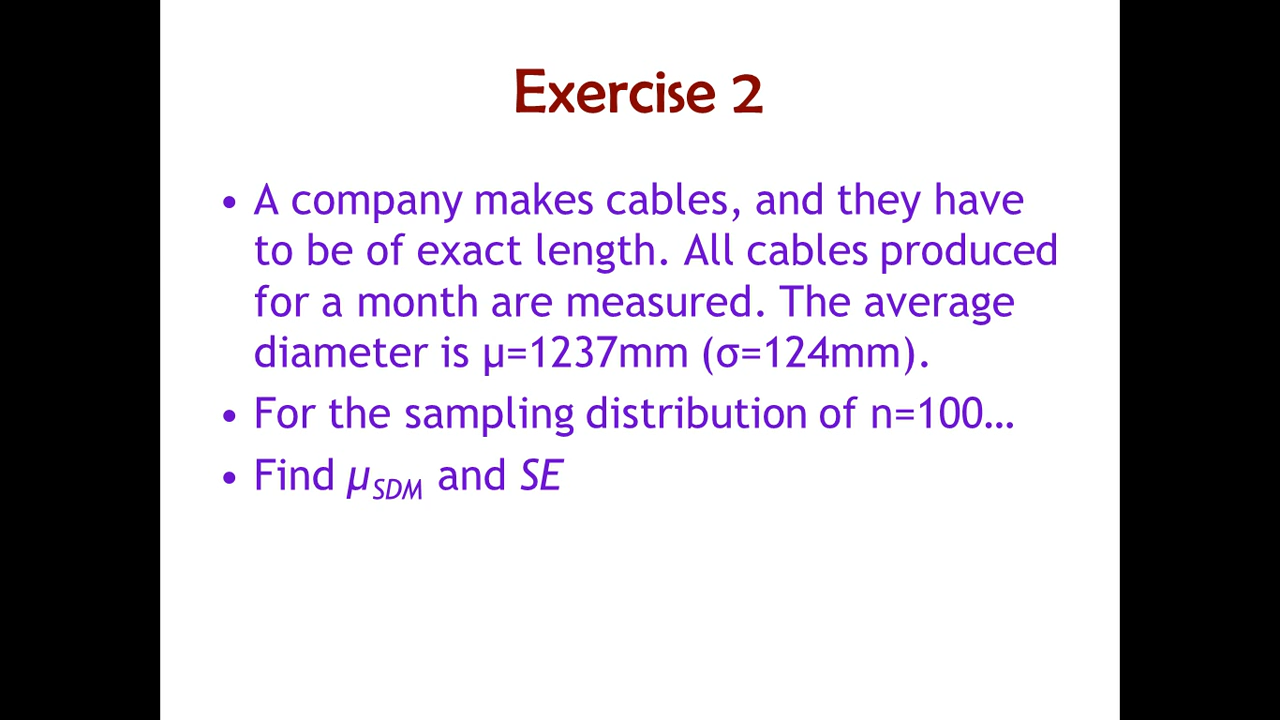 Exercise 2
• A company makes cables, and they have
to be of exact length. All cables produced
for a month are measured. The average
diameter is μ=1237mm (σ=124mm).
• For the sampling distribution of n=100…
• Find μSDM and SE